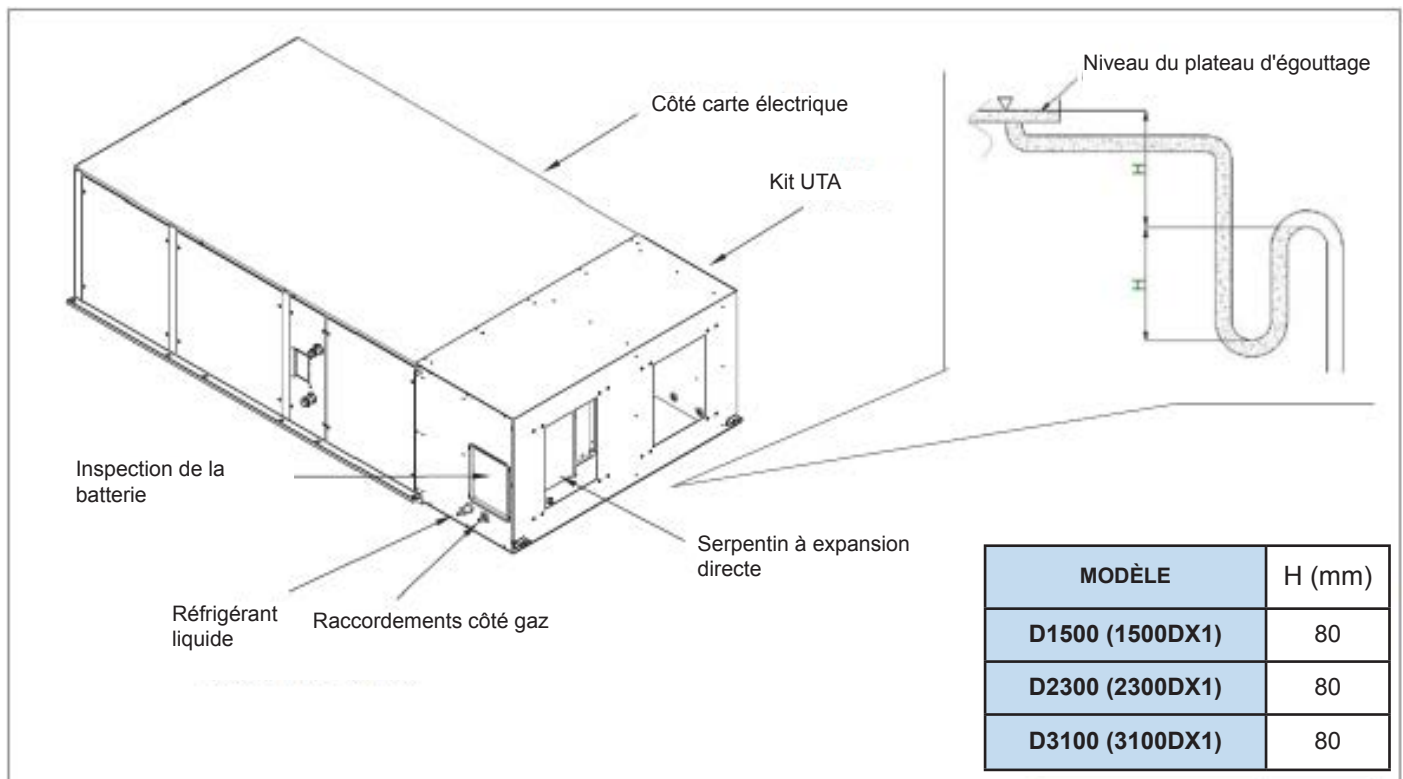 Niveau du plateau d'égouttage
Côté carte électrique
Kit UTA
H
H
Inspection de la
batterie
Serpentin à expansion
directe
Réfrigérant
liquide
Raccordements côté gaz
MODÈLE H (mm)
D1500 (1500DX1) 80
D2300 (2300DX1) 80
D3100 (3100DX1) 80